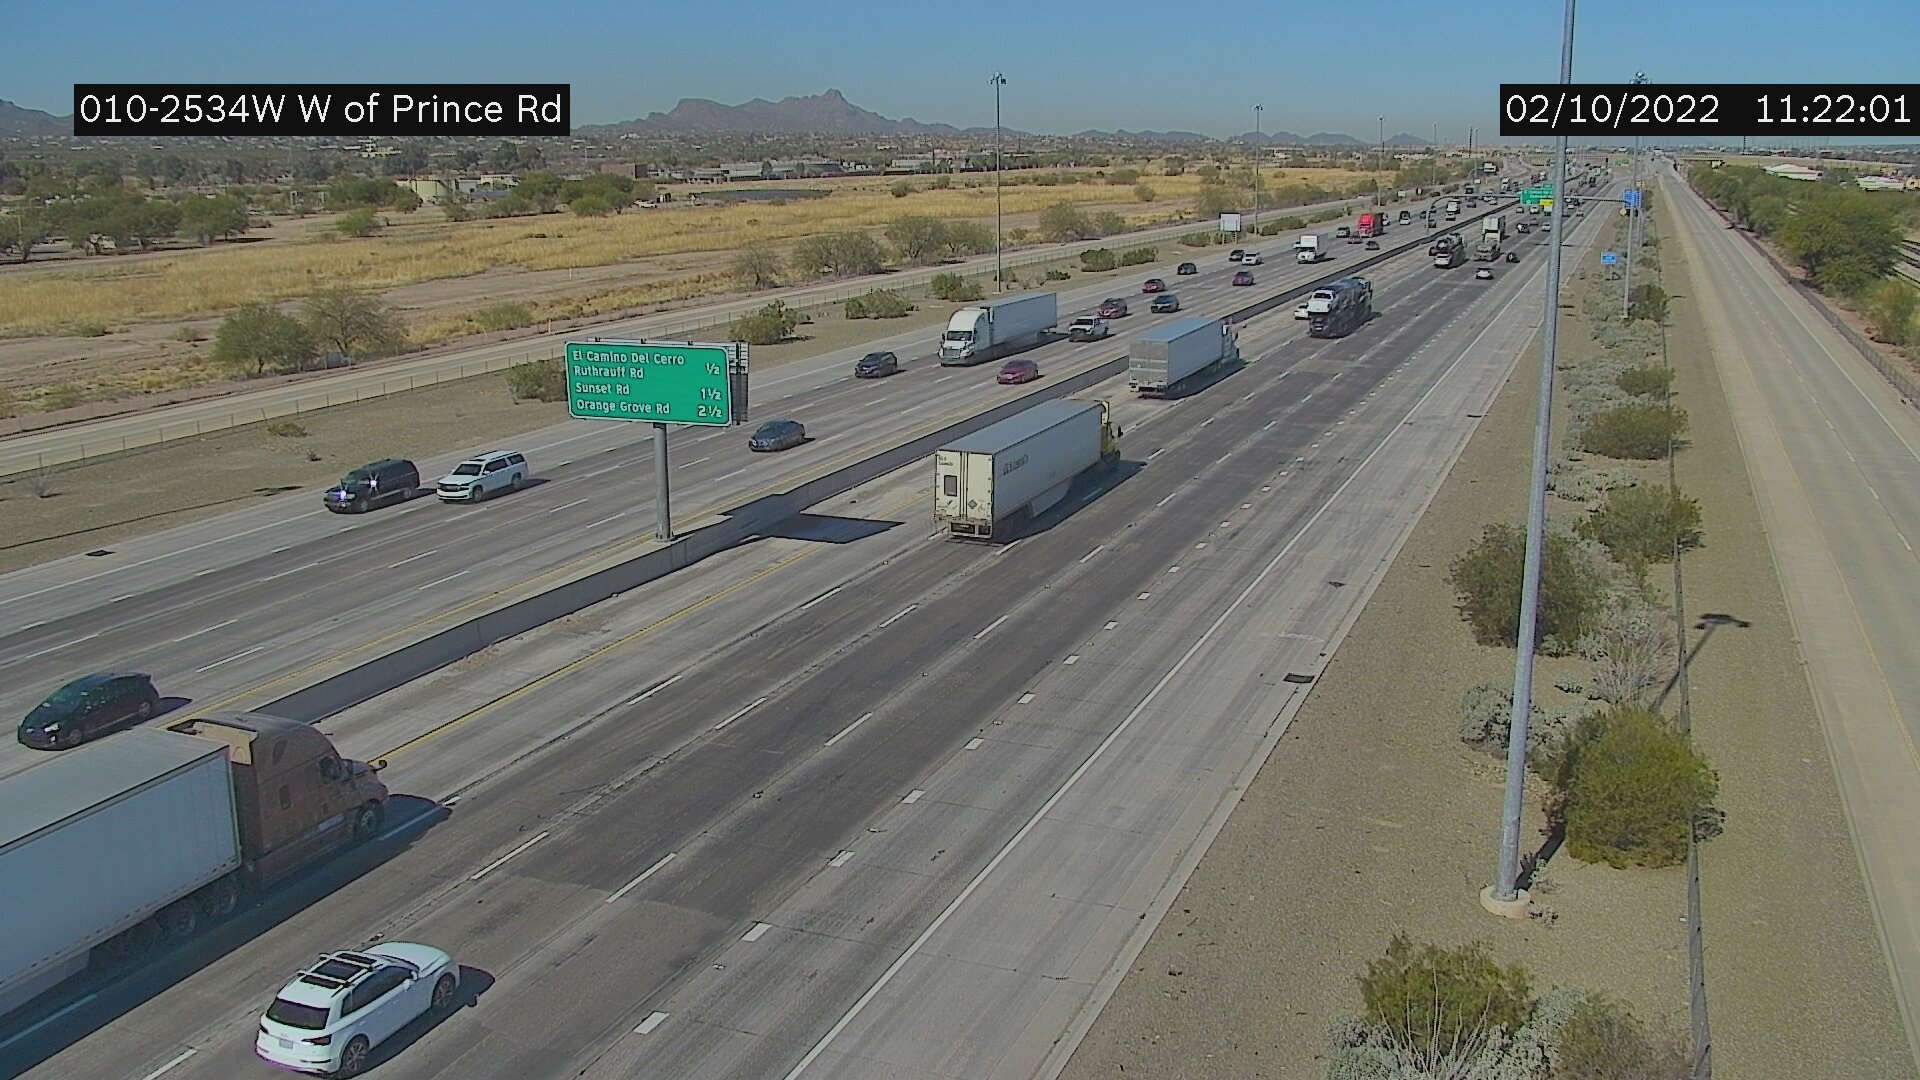 010-2534W W of Prince Rd
02/10/2022 11:22:01
El Camino Del Cerro
Ruthrauff Rd ½
Sunset Rd 1½
Orange Grove Rd 2½